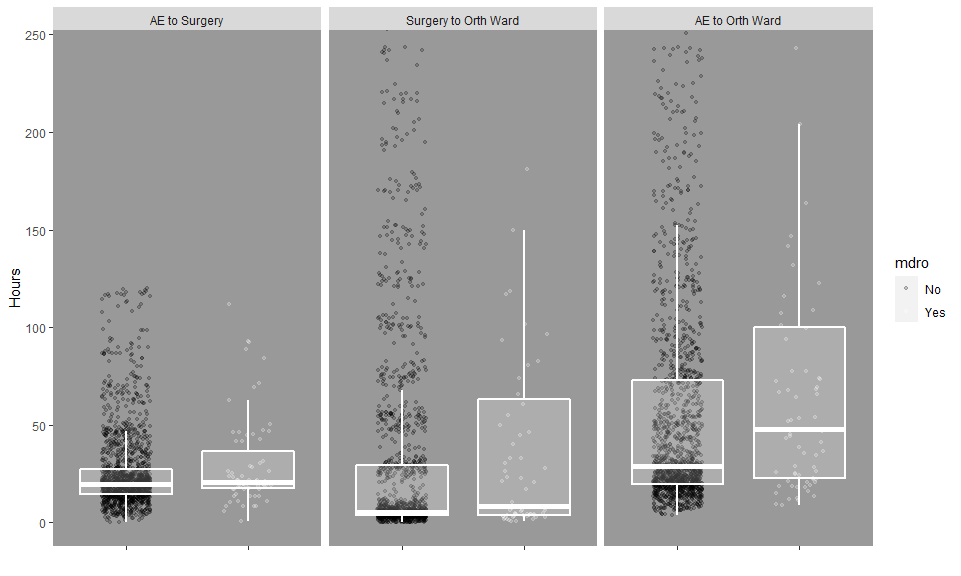 AE to Surgery
Surgery to Orth Ward
AE to Orth Ward
250
200
150
100
50
0
Hours
mdro
No
Yes